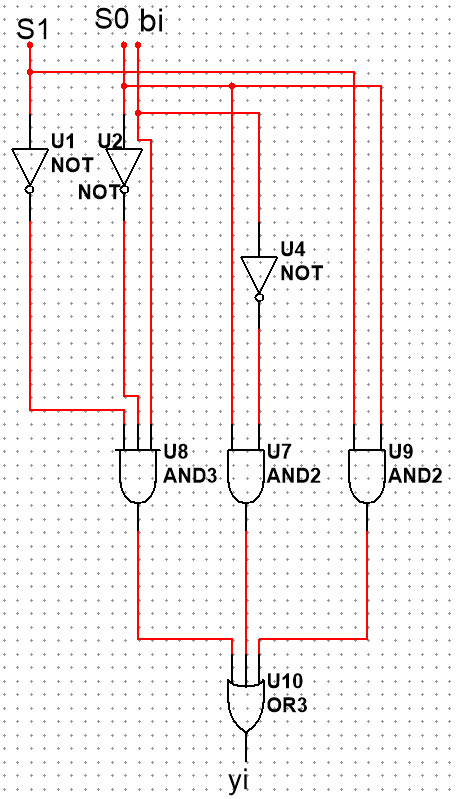 S1
S0
bi
U1
NOT
U2
NOT
U4
NOT
U8
AND3
U7
AND2
U9
AND2
U10
OR3
yi